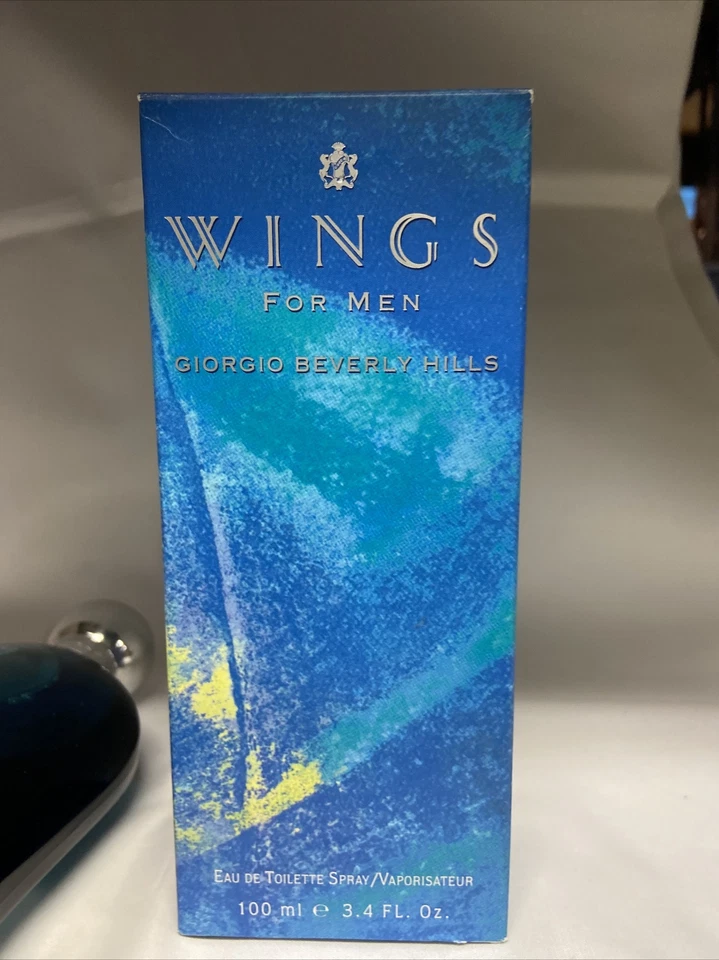 WINGS
FOR MEN
GIORGIO BEVERLY HILLS
EAU DE TOILETTE SPRAY/VAPORISATEUR
100 ml ℮ 3.4 FL. Oz.